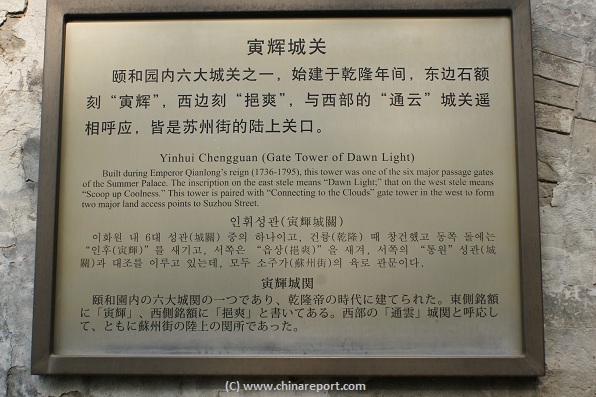 寅辉城关
颐和园内六大城关之一，始建于乾隆年间，东边石额
刻“寅辉”，西边刻“挹爽”，与西部的“通云”城关遥
相呼应，皆是苏州街的陆上关口。
Yinhui Chengguan (Gate Tower of Dawn Light)
Built during Emperor Qianlong's reign (1736-1795), this tower was one of the six major passage gates
of the Summer Palace. The inscription on the east stele means “Dawn Light;” that on the west stele means
“Scoop up Coolness.” This tower is paired with “Connecting to the Clouds” gate tower in the west to form
two major land access points to Suzhou Street.
인휘성관(寅輝城關)
이화원 내 6대 성관(城關) 중의 하나이고, 건륭(乾隆) 때 창건했고 동쪽 돌에는
“인후(寅輝)”를 새기고, 서쪽은 “읍상(挹爽)”을 새겨, 서쪽의 “통원”성관(城
關)과 대조를 이루고 있는데, 모두 소주가(蘇州街)의 육로 관문이다.
寅輝城関
頤和園内の六大城関の一つであり、乾隆帝の時代に建てられた。東側銘額
に「寅輝」、西側銘額に「挹爽」と書いてある。西部の「通雲」城関と呼応し
て、ともに蘇州街の陸上の関所であった。
(C) www.chinareport.com